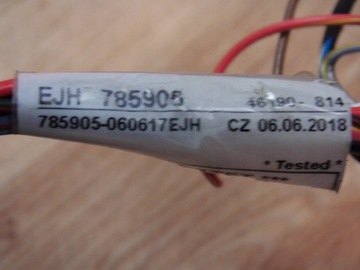 EJH 785905 46190- 814
785905-060617EJH CZ 06.06.2018
* Tested *